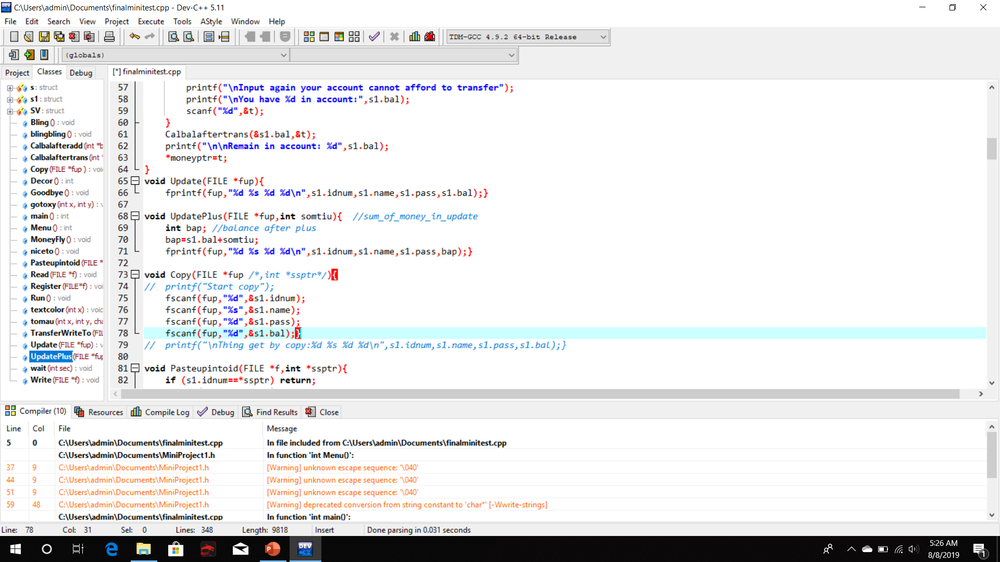 C:\Users\admin\Documents\finalminitest.cpp - Dev-C++ 5.11
File Edit Search View Project Execute Tools AStyle Window Help
TDM-GCC 4.9.2 64-bit Release
(globals)
Project Classes Debug
[*] finalminitest.cpp
s : struct
s1 : struct
SV : struct
Bling () : void
blingbling () : void
Calbalafteradd (int *b
Calbalaftertrans (int *
Copy (FILE *fup ) : voi
Decor () : int
Goodbye () : void
gotoxy (int x, int y) : v
main () : int
Menu () : int
MoneyFly () : void
niceto () : void
Pasteupintoid (FILE *
Read (FILE *f) : void
Register (FILE*f) : voi
Run () : void
textcolor (int x) : voic
tomau (int x, int y, cha
TransferWriteTo (FIL
Update (FILE *fup) : v
UpdatePlus (FILE *fup
wait (int sec) : void
Write (FILE *f) : void
57 printf("\nInput again your account cannot afford to transfer");
58 printf("\nYou have %d in account:",s1.bal);
59 scanf("%d",&t);
60 }
61 Calbalaftertrans(&s1.bal,&t);
62 printf("\n\nRemain in account: %d",s1.bal);
63 *moneyptr=t;
64 }
65 void Update(FILE *fup){
66 fprintf(fup,"%d %s %d %d\n",s1.idnum,s1.name,s1.pass,s1.bal);}
67
68 void UpdatePlus(FILE *fup,int somtiu){ //sum_of_money_in_update
69 int bap; //balance after plus
70 bap=s1.bal+somtiu;
71 fprintf(fup,"%d %s %d %d\n",s1.idnum,s1.name,s1.pass,bap);}
72
73 void Copy(FILE *fup /*,int *ssptr*/){
74 // printf("Start copy");
75 fscanf(fup,"%d",&s1.idnum);
76 fscanf(fup,"%s",&s1.name);
77 fscanf(fup,"%d",&s1.pass);
78 fscanf(fup,"%d",&s1.bal);}
79 // printf("\nThing get by copy:%d %s %d %d\n",s1.idnum,s1.name,s1.pass,s1.bal);}
80
81 void Pasteupintoid(FILE *f,int *ssptr){
82 if (s1.idnum==*ssptr) return;
Compiler (10) Resources Compile Log Debug Find Results Close
Line Col File Message
5 0 C:\Users\admin\Documents\finalminitest.cpp In file included from C:\Users\admin\Documents\finalminitest.cpp
C:\Users\admin\Documents\MiniProject1.h In function 'int Menu()':
37 9 C:\Users\admin\Documents\MiniProject1.h [Warning] unknown escape sequence: '\040'
44 9 C:\Users\admin\Documents\MiniProject1.h [Warning] unknown escape sequence: '\040'
51 9 C:\Users\admin\Documents\MiniProject1.h [Warning] unknown escape sequence: '\040'
59 48 C:\Users\admin\Documents\MiniProject1.h [Warning] deprecated conversion from string constant to 'char*' [-Wwrite-strings]
C:\Users\admin\Documents\finalminitest.cpp In function 'int main()':
Line: 78 Col: 31 Sel: 0 Lines: 348 Length: 9818 Insert Done parsing in 0.031 seconds
DEV C++
5:26 AM
8/8/2019
1